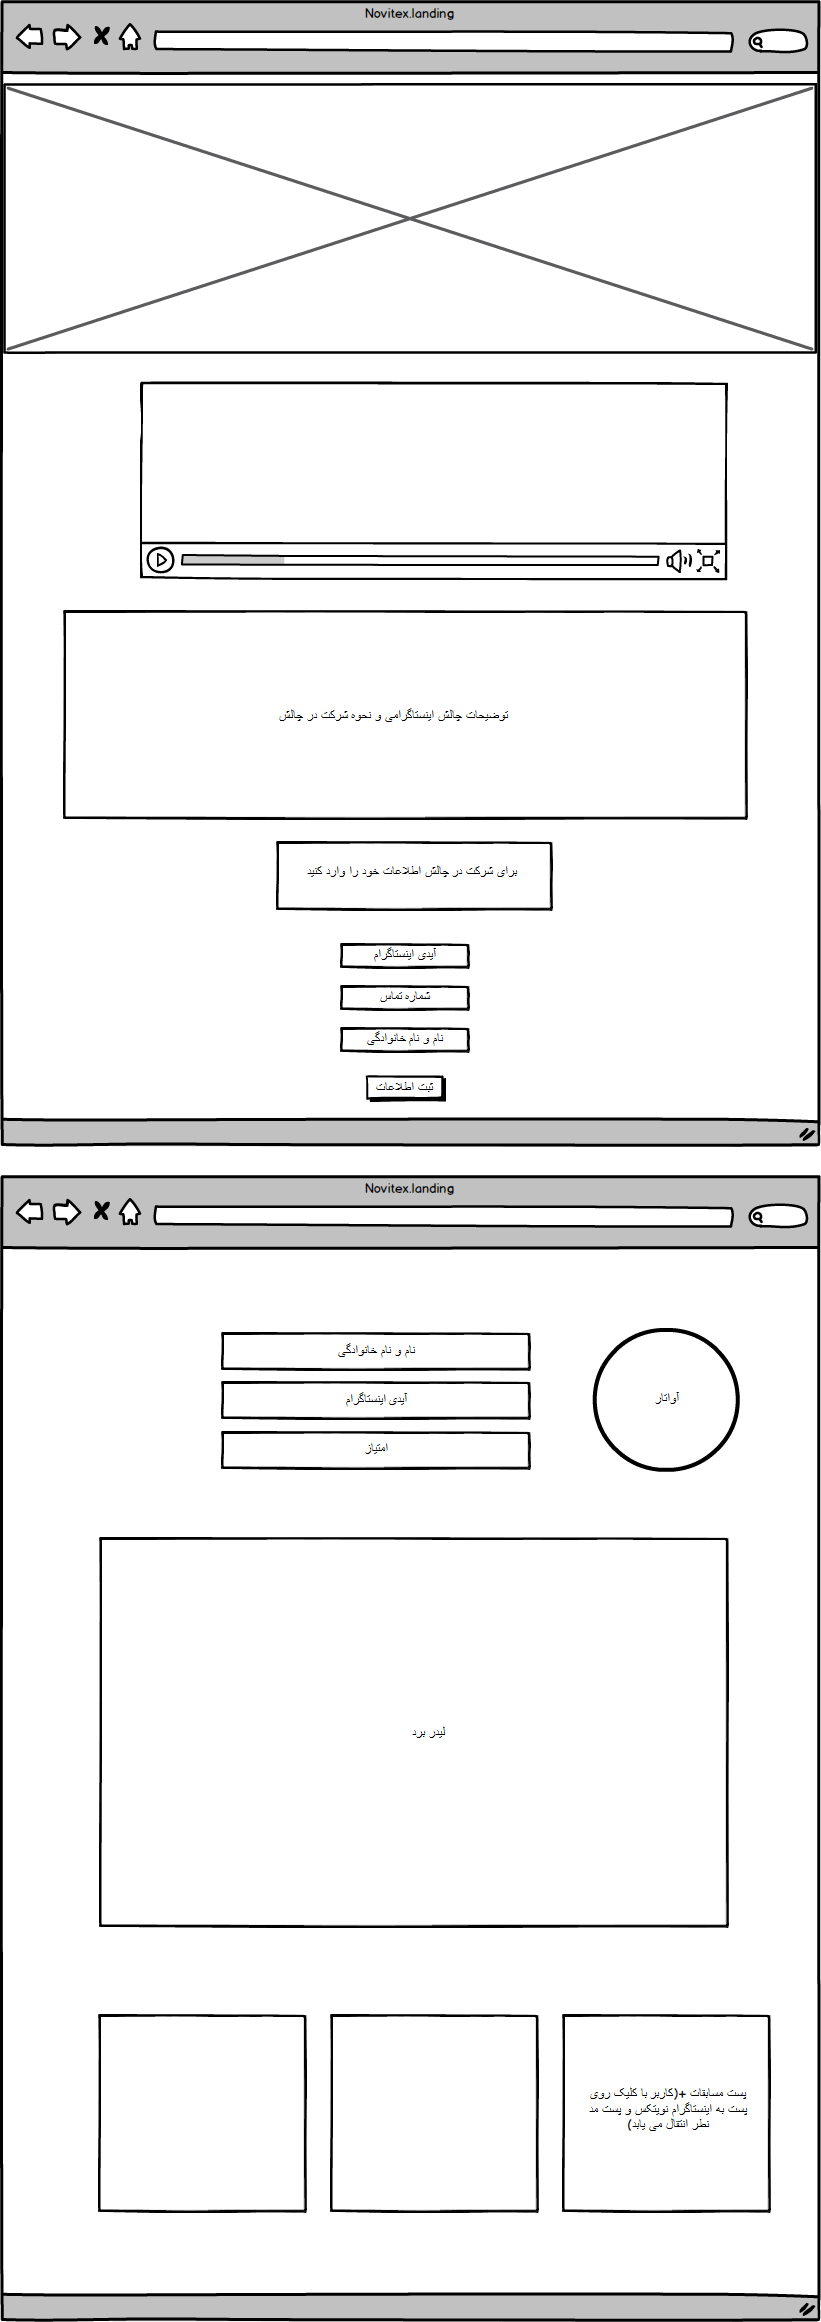 Novitex.landing
توضیحات چالش اینستاگرامی و نحوه شرکت در چالش
برای شرکت در چالش اطلاعات خود را وارد کنید
آیدی اینستاگرام
شماره تماس
نام و نام خانوادگی
ثبت اطلاعات
Novitex.landing
نام و نام خانوادگی
آیدی اینستاگرام
امتیاز
آواتار
لیدر برد
پست مسابقات +(کاربر با کلیک روی
پست به اینستاگرام نویتکس و پست مد
نظر انتقال می یابد)